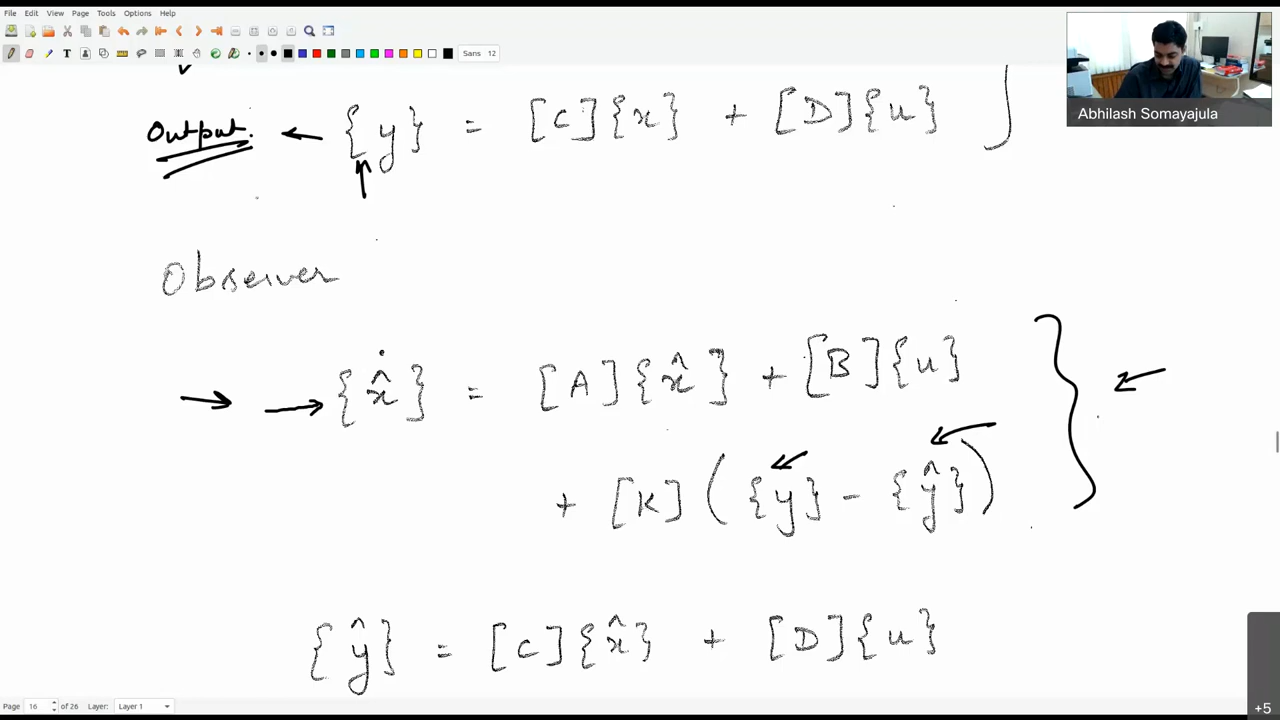 File Edit View Page Tools Options Help
T Sans 12
Abhilash Somayajula
Output. ← {y} = [C]{x} + [D]{u}
Observer
→ → {x̂̇} = [A]{x̂} + [B]{u} ←
+ [K] ({y} - {ŷ})
{ŷ} = [C]{x̂} + [D]{u}
Page 16 of 26 Layer: Layer 1
+5